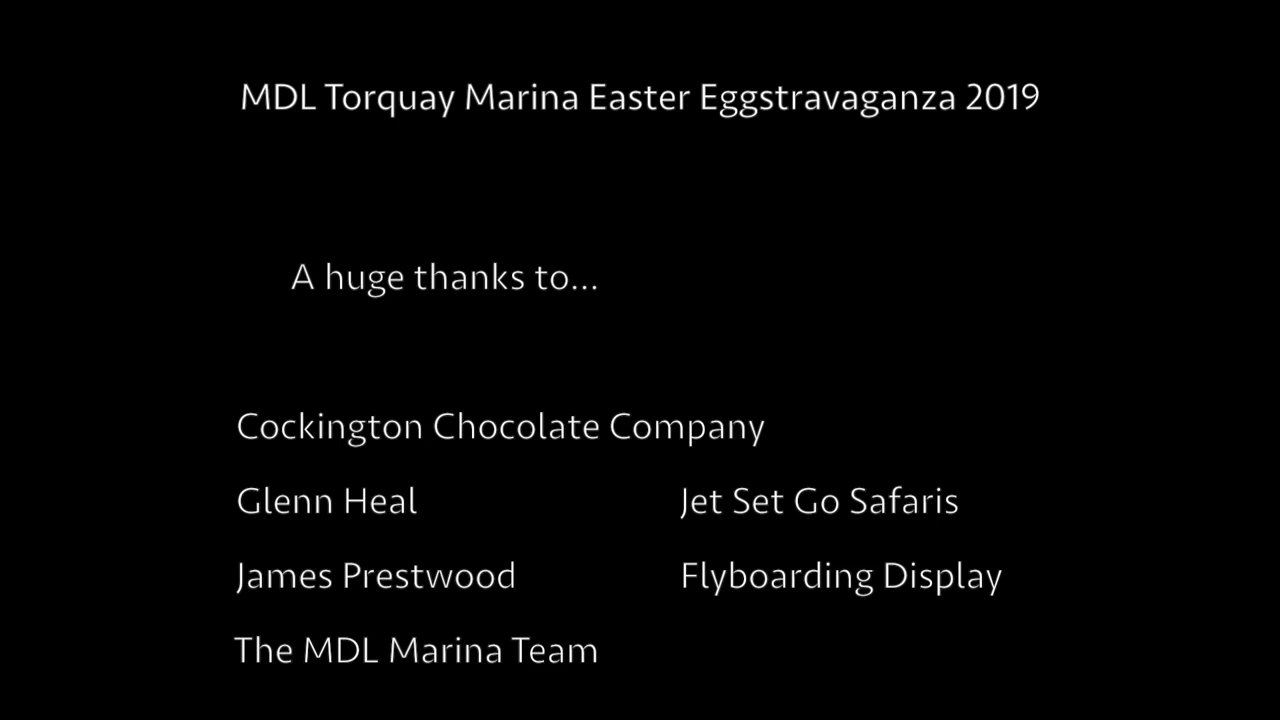 MDL Torquay Marina Easter Eggstravaganza 2019
A huge thanks to...
Cockington Chocolate Company
Glenn Heal Jet Set Go Safaris
James Prestwood Flyboarding Display
The MDL Marina Team